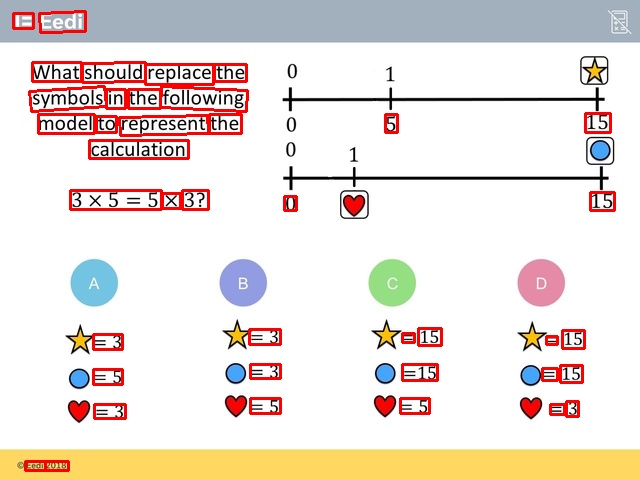 Eedi
What should replace the
symbols in the following
model to represent the
calculation
3 × 5 = 5 × 3?
0 1
0 5 15
0 1
0 15
A B C D
= 3 = 3 = 15 = 15
= 5 = 3 =15 = 15
= 3 = 5 = 5 = 3
© Eedi 2018